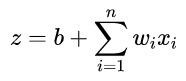 z = b + \sum_{i=1}^{n} w_i x_i